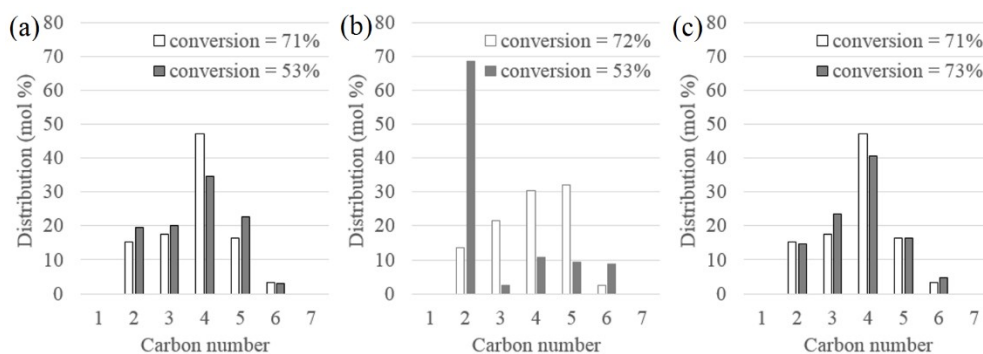 (a)
80
70
60
50
40
30
20
10
0
Distribution (mol %)
conversion = 71%
conversion = 53%
1 2 3 4 5 6 7
Carbon number
(b)
80
70
60
50
40
30
20
10
0
Distribution (mol %)
conversion = 72%
conversion = 53%
1 2 3 4 5 6 7
Carbon number
(c)
80
70
60
50
40
30
20
10
0
Distribution (mol %)
conversion = 71%
conversion = 73%
1 2 3 4 5 6 7
Carbon number